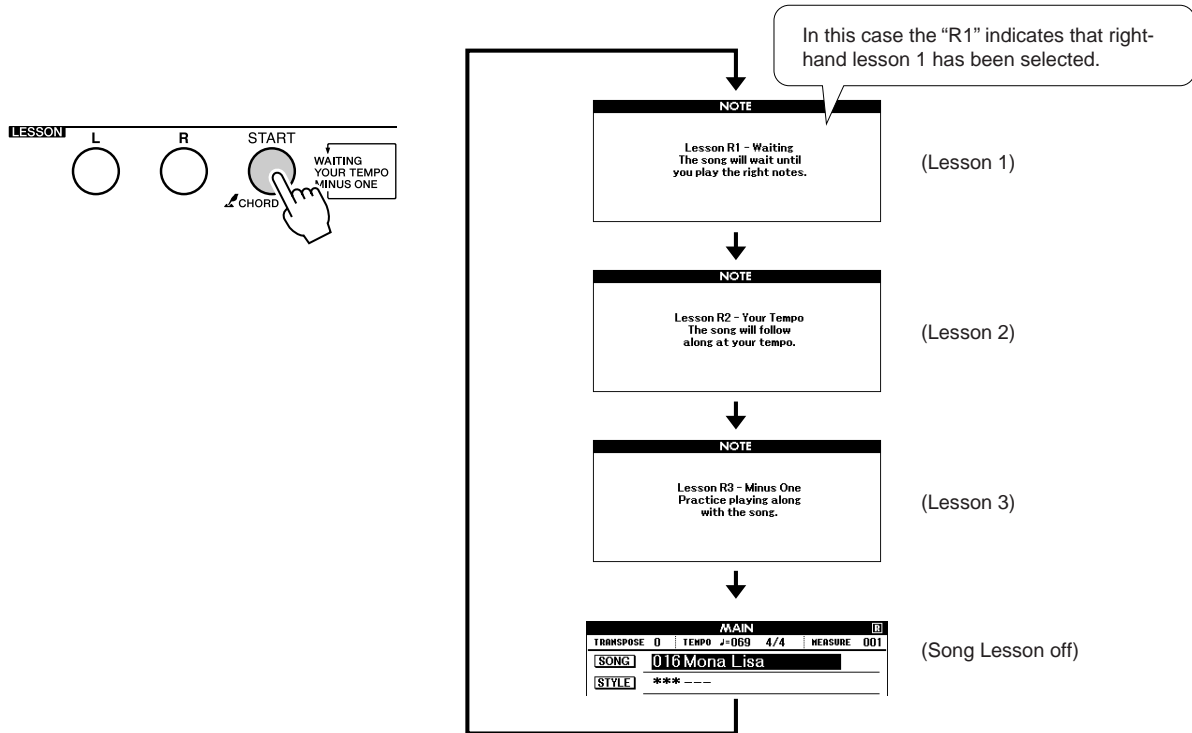 In this case the “R1” indicates that right-
hand lesson 1 has been selected.
LESSON
L R START
WAITING
YOUR TEMPO
MINUS ONE
CHORD
NOTE
Lesson R1 - Waiting
The song will wait until
you play the right notes.
(Lesson 1)
NOTE
Lesson R2 - Your Tempo
The song will follow
along at your tempo.
(Lesson 2)
NOTE
Lesson R3 - Minus One
Practice playing along
with the song.
(Lesson 3)
MAIN R
TRANSPOSE 0 TEMPO ♩=069 4/4 MEASURE 001
SONG 016 Mona Lisa
STYLE ***---
(Song Lesson off)